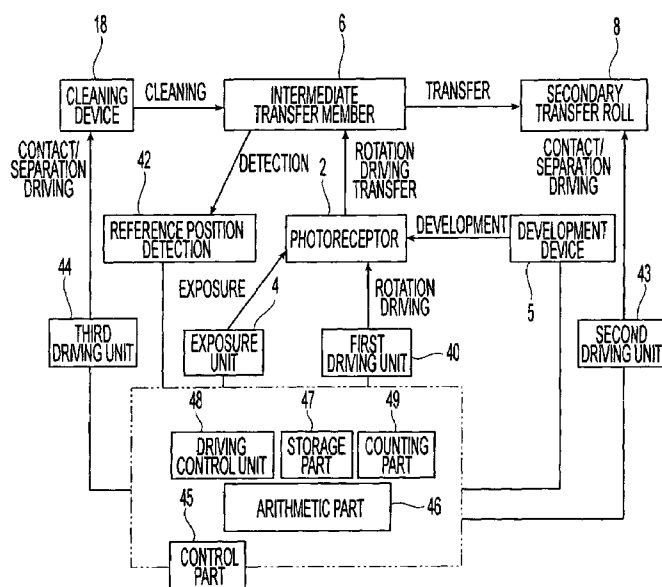 18
6
8
CLEANING
DEVICE
CLEANING
INTERMEDIATE
TRANSFER MEMBER
TRANSFER
SECONDARY
TRANSFER ROLL
CONTACT/
SEPARATION
DRIVING
42
DETECTION
2
ROTATION
DRIVING
TRANSFER
CONTACT/
SEPARATION
DRIVING
REFERENCE POSITION
DETECTION
PHOTORECEPTOR
DEVELOPMENT
DEVELOPMENT
DEVICE
44
EXPOSURE
4
ROTATION
DRIVING
5
43
THIRD
DRIVING UNIT
EXPOSURE
UNIT
FIRST
DRIVING UNIT
40
SECOND
DRIVING UNIT
48
47
49
DRIVING
CONTROL UNIT
STORAGE
PART
COUNTING
PART
45
ARITHMETIC PART
46
CONTROL
PART